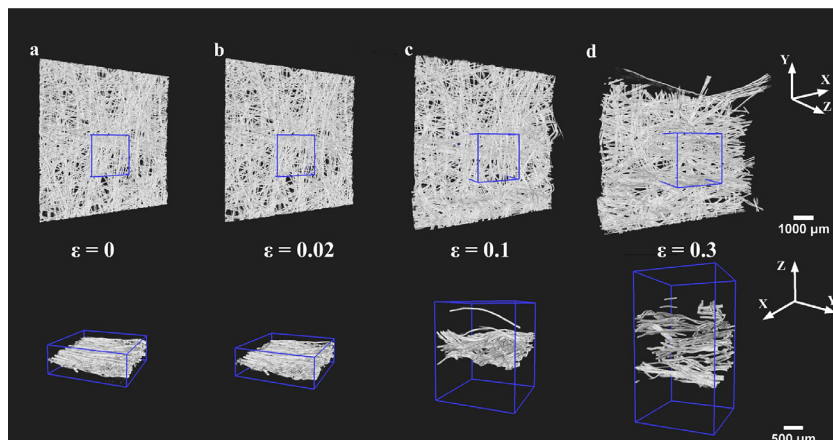 a
b
c
d
Y
X
Z
1000 μm
ε = 0
ε = 0.02
ε = 0.1
ε = 0.3
Z
X
Y
500 μm